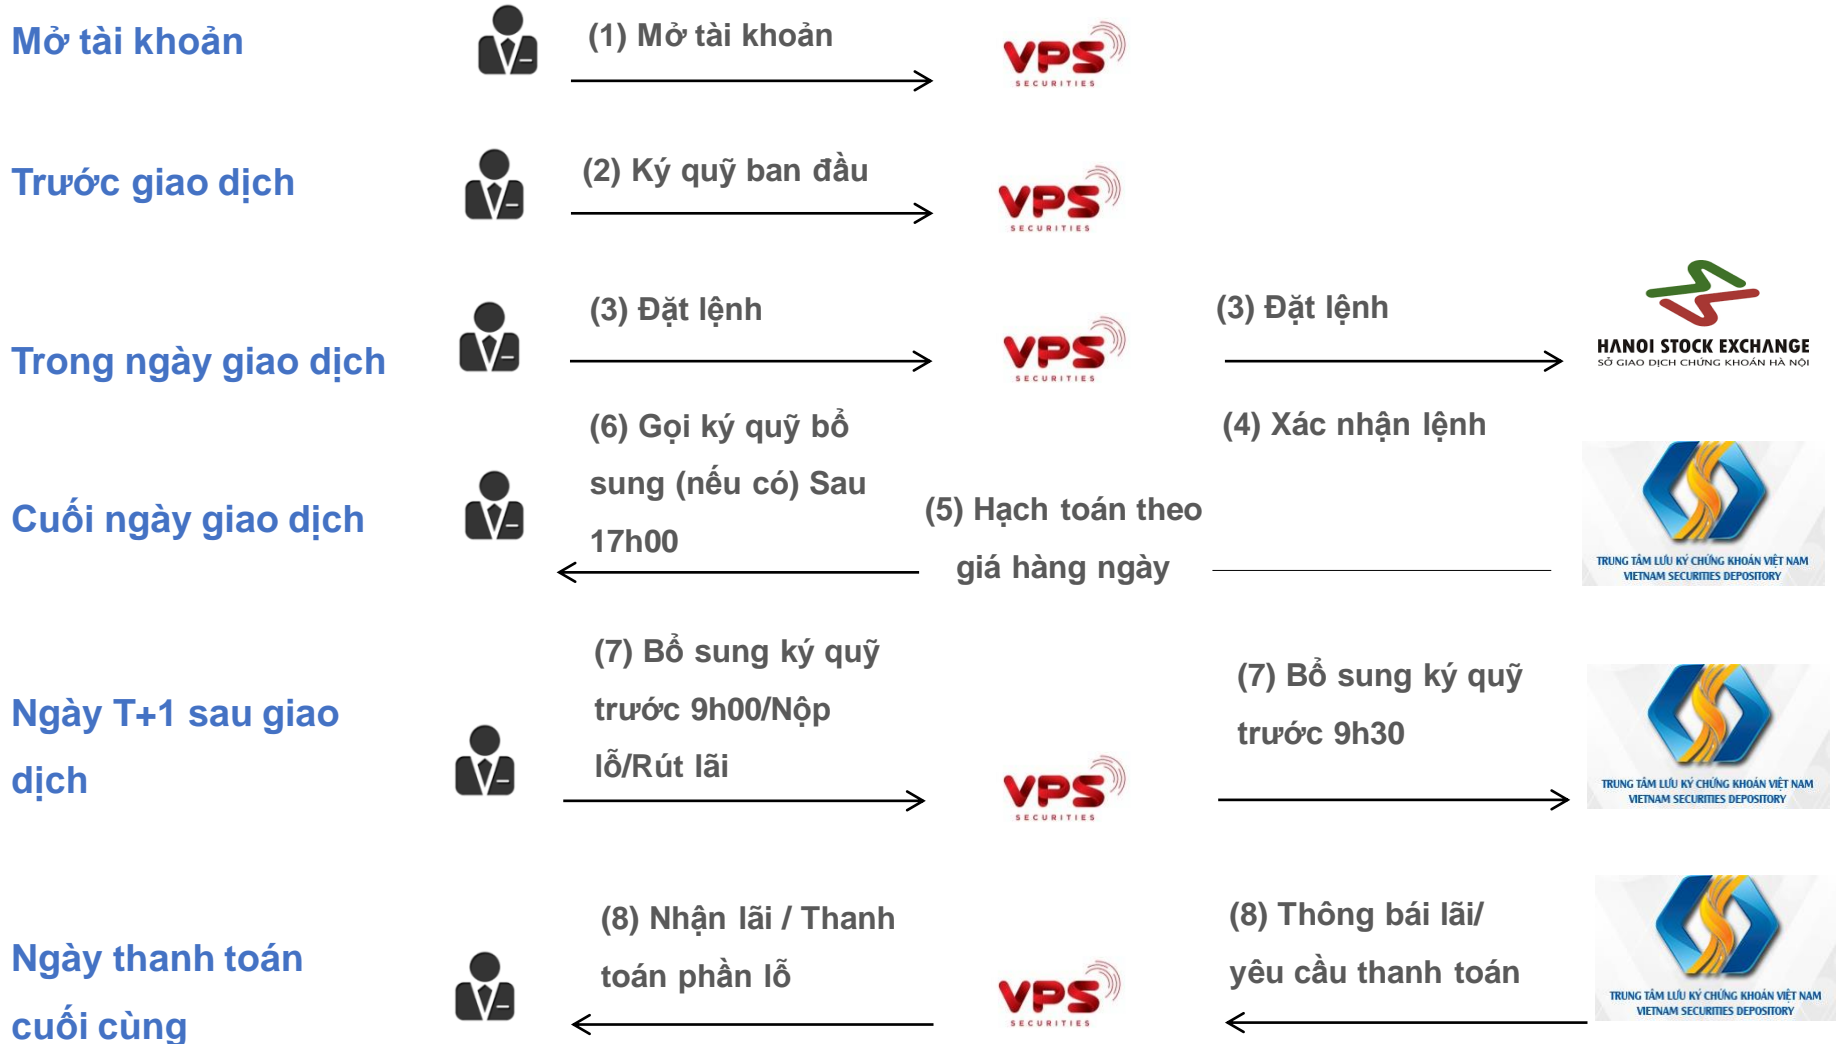 Mở tài khoản
(1) Mở tài khoản
VPS
SECURITIES
Trước giao dịch
(2) Ký quỹ ban đầu
VPS
SECURITIES
Trong ngày giao dịch
(3) Đặt lệnh
VPS
SECURITIES
(3) Đặt lệnh
HANOI STOCK EXCHANGE
SỞ GIAO DỊCH CHỨNG KHOÁN HÀ NỘI
Cuối ngày giao dịch
(6) Gọi ký quỹ bổ
sung (nếu có) Sau
17h00
(5) Hạch toán theo
giá hàng ngày
(4) Xác nhận lệnh
TRUNG TÂM LƯU KÝ CHỨNG KHOÁN VIỆT NAM
VIETNAM SECURITIES DEPOSITORY
Ngày T+1 sau giao
dịch
(7) Bổ sung ký quỹ
trước 9h00/Nộp
lỗ/Rút lãi
VPS
SECURITIES
(7) Bổ sung ký quỹ
trước 9h30
TRUNG TÂM LƯU KÝ CHỨNG KHOÁN VIỆT NAM
VIETNAM SECURITIES DEPOSITORY
Ngày thanh toán
cuối cùng
(8) Nhận lãi / Thanh
toán phần lỗ
VPS
SECURITIES
(8) Thông bái lãi/
yêu cầu thanh toán
TRUNG TÂM LƯU KÝ CHỨNG KHOÁN VIỆT NAM
VIETNAM SECURITIES DEPOSITORY